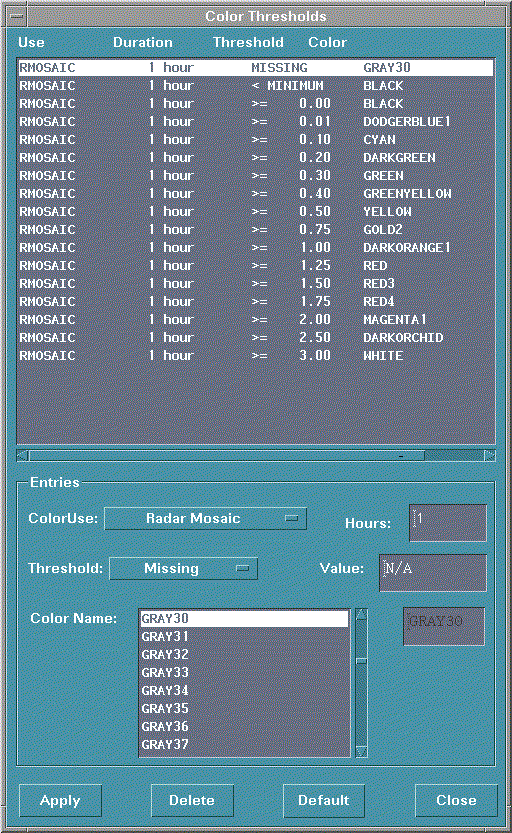 Color Thresholds
Use Duration Threshold Color
RMOSAIC 1 hour MISSING GRAY30
RMOSAIC 1 hour < MINIMUM BLACK
RMOSAIC 1 hour >= 0.00 BLACK
RMOSAIC 1 hour >= 0.01 DODGERBLUE1
RMOSAIC 1 hour >= 0.10 CYAN
RMOSAIC 1 hour >= 0.20 DARKGREEN
RMOSAIC 1 hour >= 0.30 GREEN
RMOSAIC 1 hour >= 0.40 GREENYELLOW
RMOSAIC 1 hour >= 0.50 YELLOW
RMOSAIC 1 hour >= 0.75 GOLD2
RMOSAIC 1 hour >= 1.00 DARKORANGE1
RMOSAIC 1 hour >= 1.25 RED
RMOSAIC 1 hour >= 1.50 RED3
RMOSAIC 1 hour >= 1.75 RED4
RMOSAIC 1 hour >= 2.00 MAGENTA1
RMOSAIC 1 hour >= 2.50 DARKORCHID
RMOSAIC 1 hour >= 3.00 WHITE
Entries
ColorUse: Radar Mosaic Hours: 1
Threshold: Missing Value: N/A
Color Name: GRAY30 GRAY30
GRAY31
GRAY32
GRAY33
GRAY34
GRAY35
GRAY36
GRAY37
Apply Delete Default Close